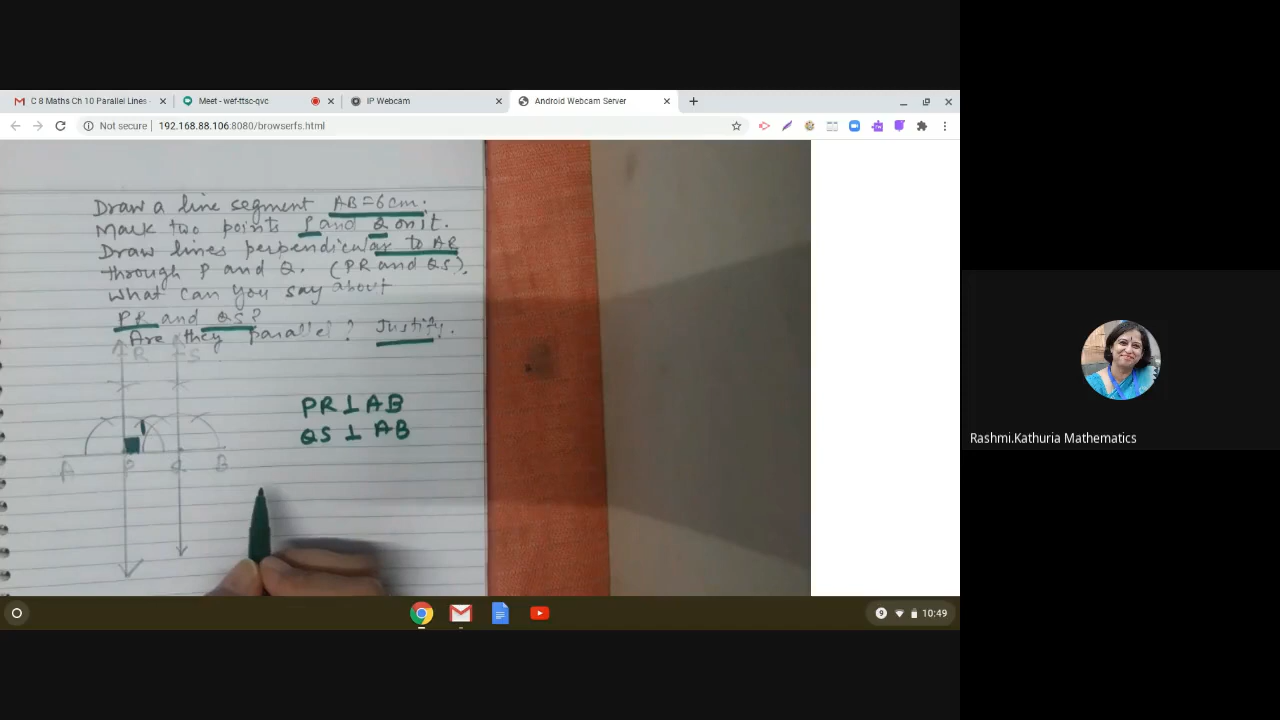 C 8 Maths Ch 10 Parallel Lines -
Meet - wef-ttsc-qvc
IP Webcam
Android Webcam Server
Not secure
192.168.88.106:8080/browserfs.html
Draw a line segment AB=6cm.
Mark two points P and Q on it.
Draw lines perpendicular to AB
through P and Q. (PR and QS).
What can you say about
PR and QS?
Are they parallel? Justify.
R S
PR ⊥ AB
QS ⊥ AB
1
A P Q B
Rashmi.Kathuria Mathematics
9
10:49